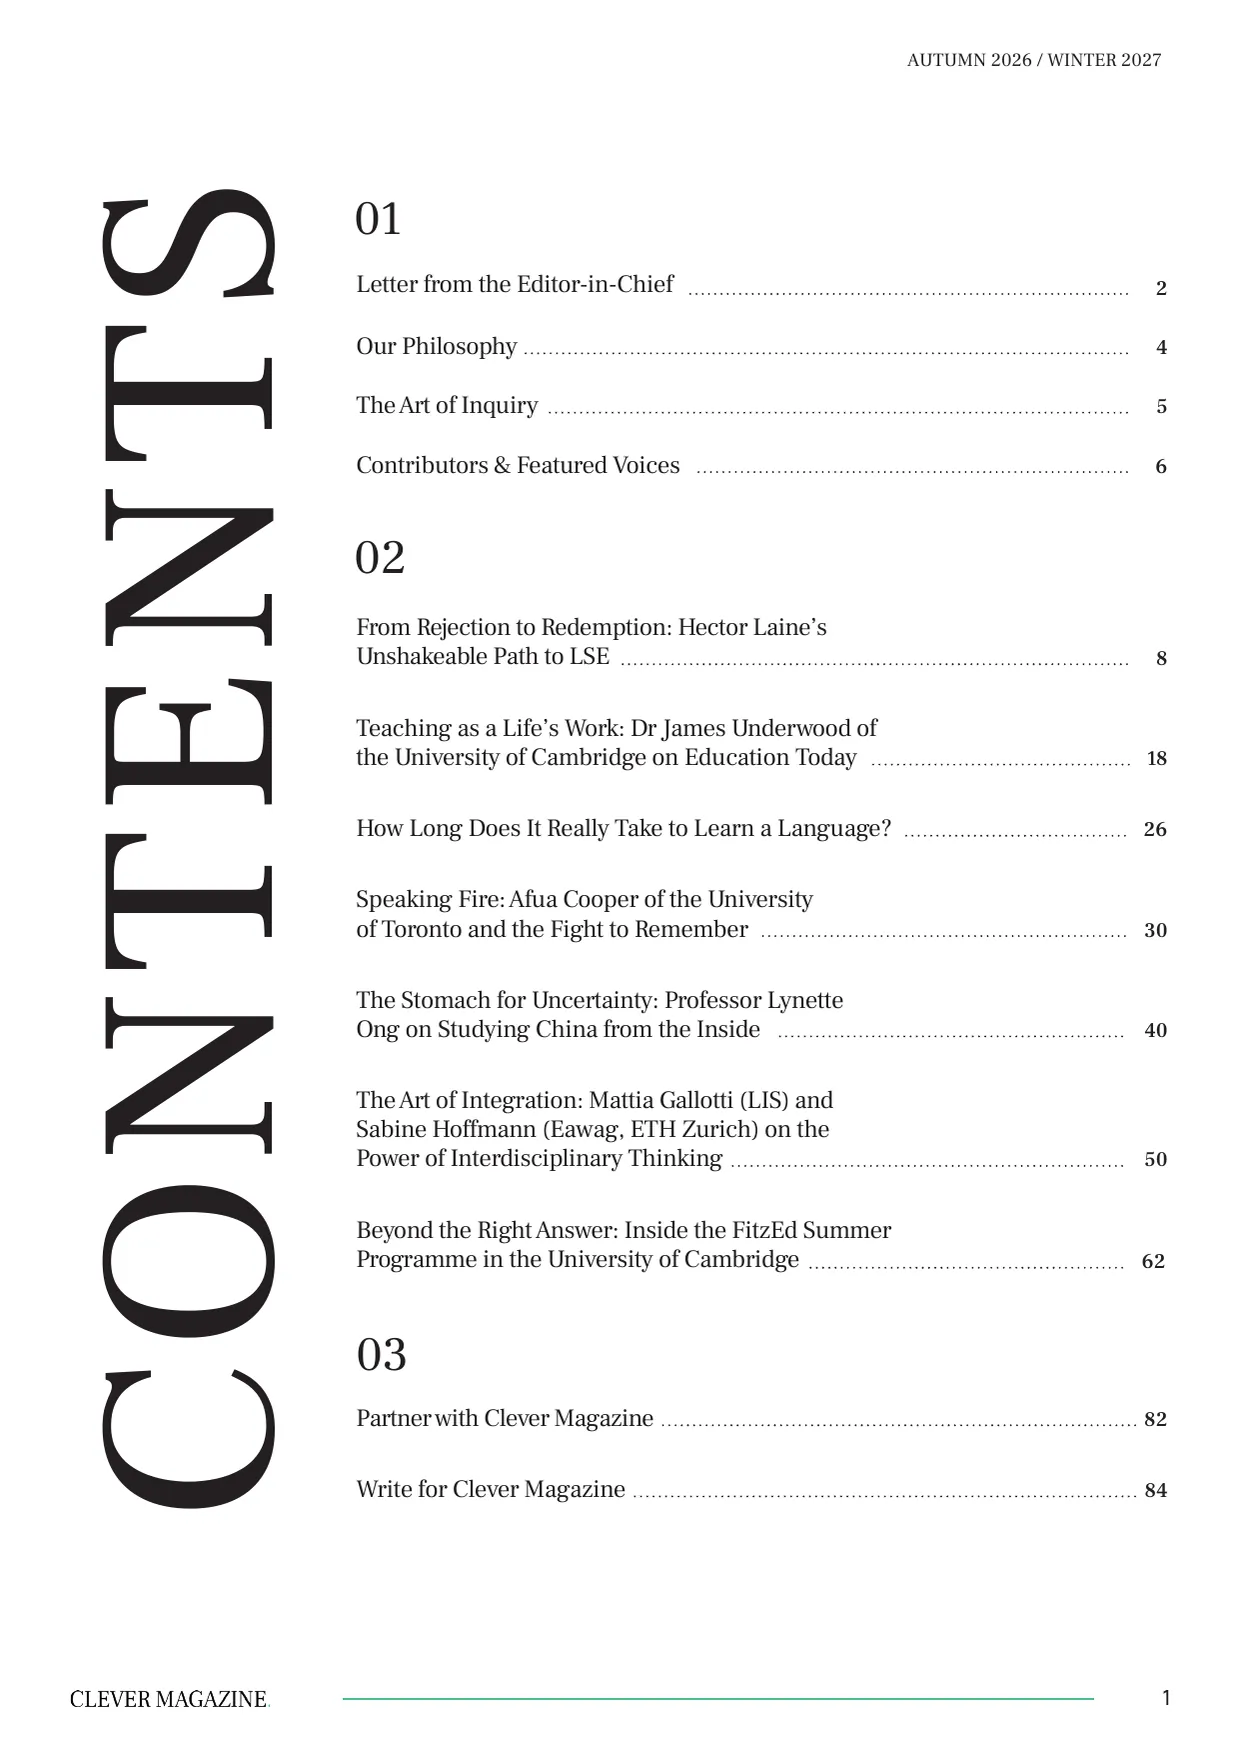 AUTUMN 2026 / WINTER 2027
CONTENTS
01
Letter from the Editor-in-Chief 2
Our Philosophy 4
The Art of Inquiry 5
Contributors & Featured Voices 6
02
From Rejection to Redemption: Hector Laine’s
Unshakeable Path to LSE 8
Teaching as a Life’s Work: Dr James Underwood of
the University of Cambridge on Education Today 18
How Long Does It Really Take to Learn a Language? 26
Speaking Fire: Afua Cooper of the University
of Toronto and the Fight to Remember 30
The Stomach for Uncertainty: Professor Lynette
Ong on Studying China from the Inside 40
The Art of Integration: Mattia Gallotti (LIS) and
Sabine Hoffmann (Eawag, ETH Zurich) on the
Power of Interdisciplinary Thinking 50
Beyond the Right Answer: Inside the FitzEd Summer
Programme in the University of Cambridge 62
03
Partner with Clever Magazine 82
Write for Clever Magazine 84
CLEVER MAGAZINE.
1